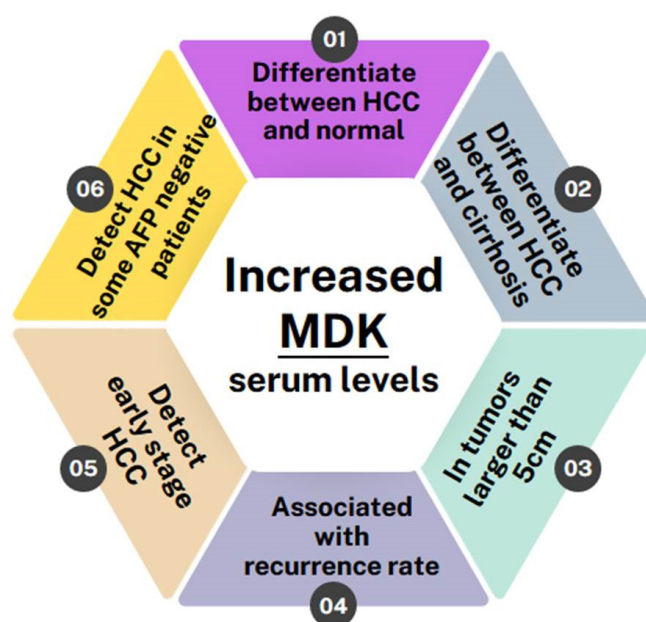 01
Differentiate
between HCC
and normal
02
Differentiate
between HCC
and cirrhosis
03
In tumors
larger than
5cm
04
Associated
with
recurrence rate
05
Detect
early stage
HCC
06
Detect HCC in
some AFP negative
patients
Increased
MDK
serum levels